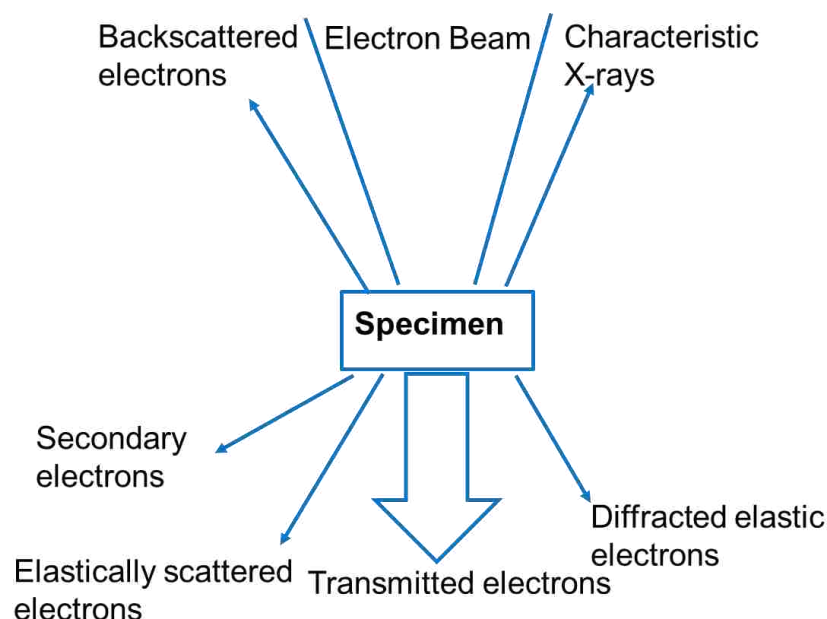 Backscattered
electrons
Electron Beam
Characteristic
X-rays
Specimen
Secondary
electrons
Elastically scattered
electrons
Transmitted electrons
Diffracted elastic
electrons